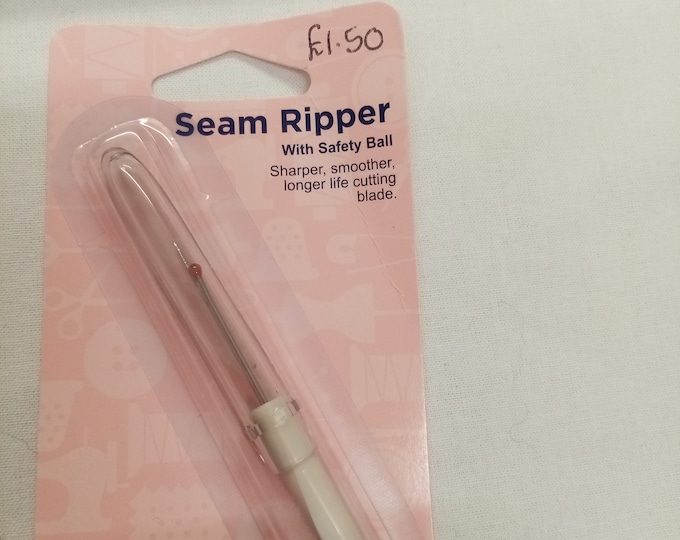 £1.50
Seam Ripper
With Safety Ball
Sharper, smoother,
longer life cutting
blade.